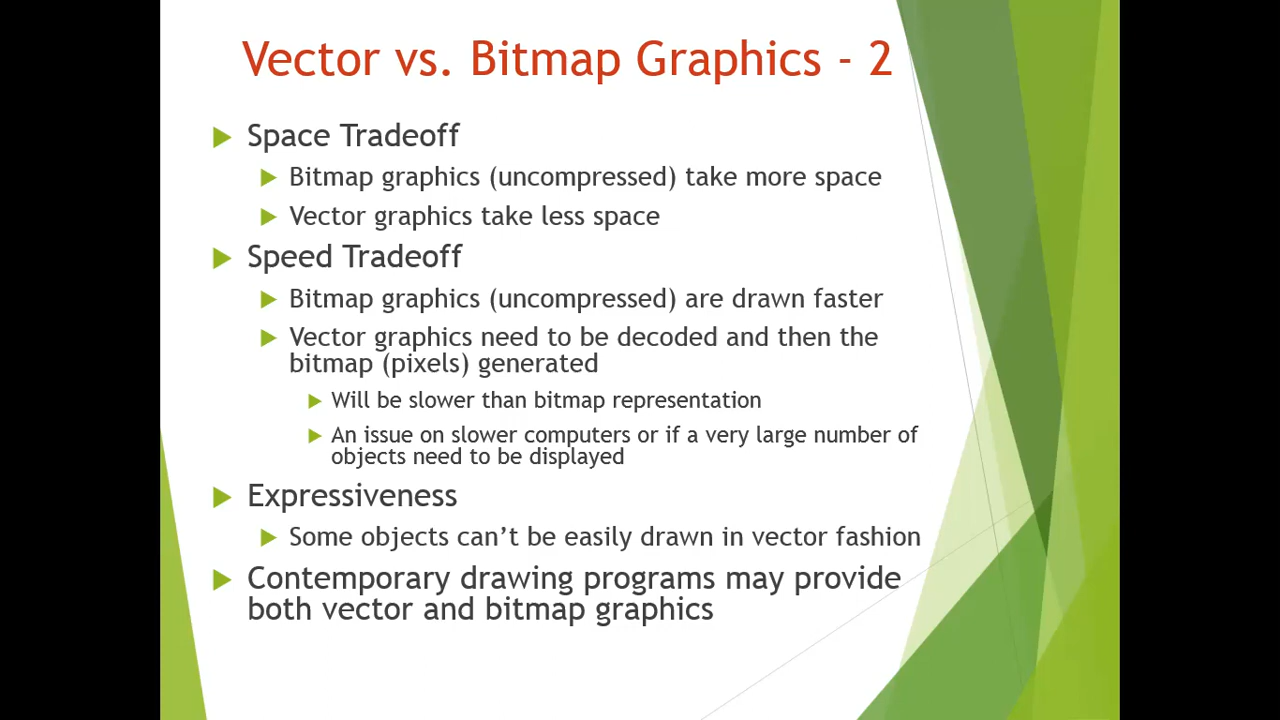 Vector vs. Bitmap Graphics - 2
Space Tradeoff
Bitmap graphics (uncompressed) take more space
Vector graphics take less space
Speed Tradeoff
Bitmap graphics (uncompressed) are drawn faster
Vector graphics need to be decoded and then the
bitmap (pixels) generated
Will be slower than bitmap representation
An issue on slower computers or if a very large number of
objects need to be displayed
Expressiveness
Some objects can’t be easily drawn in vector fashion
Contemporary drawing programs may provide
both vector and bitmap graphics